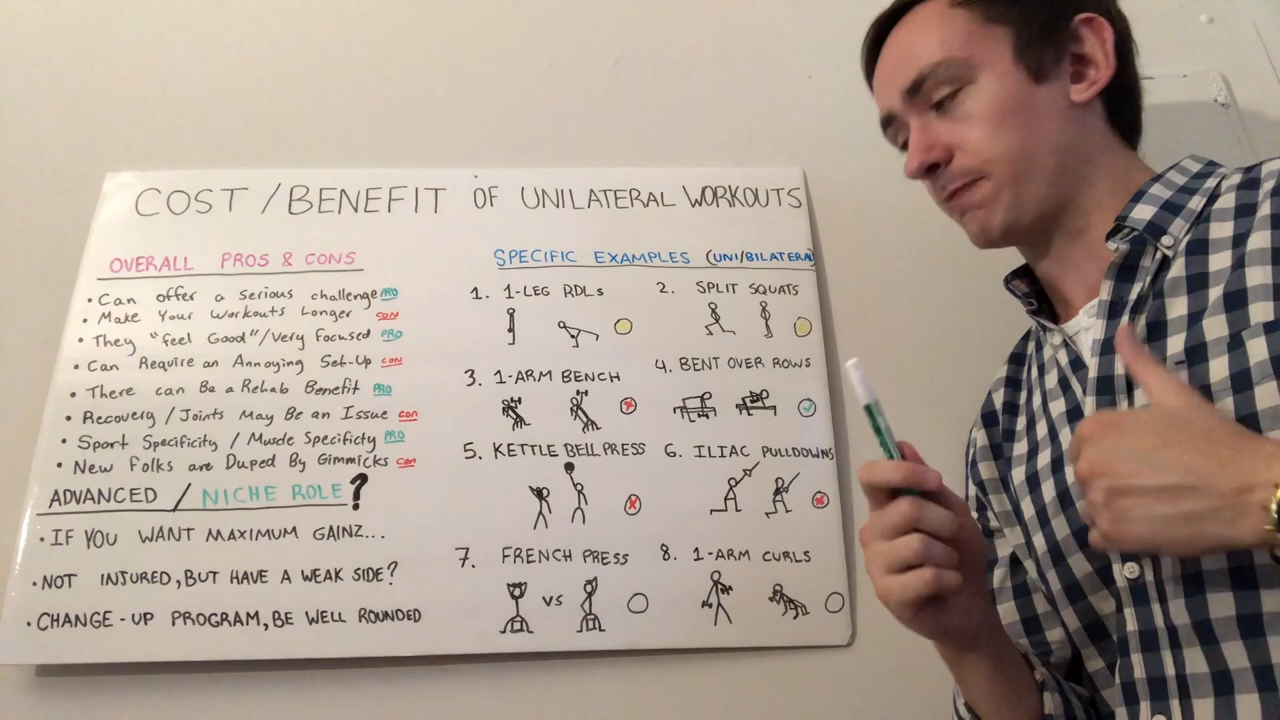 COST / BENEFIT OF UNILATERAL WORKOUTS
OVERALL PROS & CONS
• Can offer a serious challenge PRO
• Make Your Workouts Longer CON
• They "feel Good"/Very Focused PRO
• Can Require an Annoying Set-Up CON
• There can Be a Rehab Benefit PRO
• Recovery / Joints May Be an Issue CON
• Sport Specificity / Muscle Specificty PRO
• New Folks are Duped By Gimmicks con
ADVANCED / NICHE ROLE?
• IF YOU WANT MAXIMUM GAINZ...
• NOT INJURED, BUT HAVE A WEAK SIDE?
• CHANGE-UP PROGRAM, BE WELL ROUNDED
SPECIFIC EXAMPLES (UNI/BILATERAL)
1. 1-LEG RDLs
2. SPLIT SQUATS
3. 1-ARM BENCH
4. BENT OVER ROWS
5. KETTLE BELL PRESS
6. ILIAC PULLDOWNS
7. FRENCH PRESS
VS
8. 1-ARM CURLS